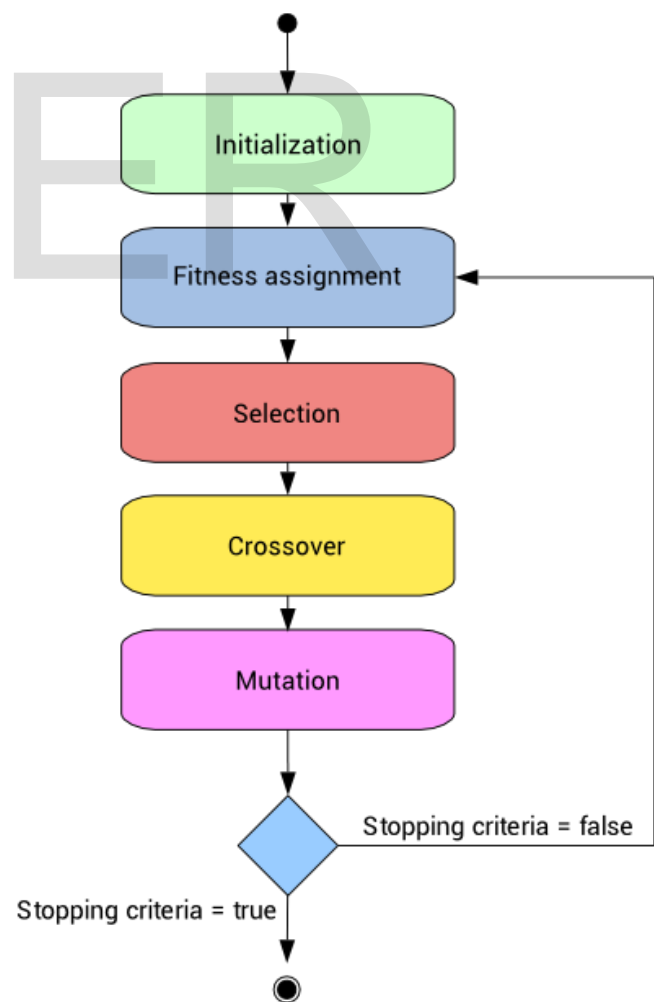 ER
Initialization
Fitness assignment
Selection
Crossover
Mutation
Stopping criteria = false
Stopping criteria = true